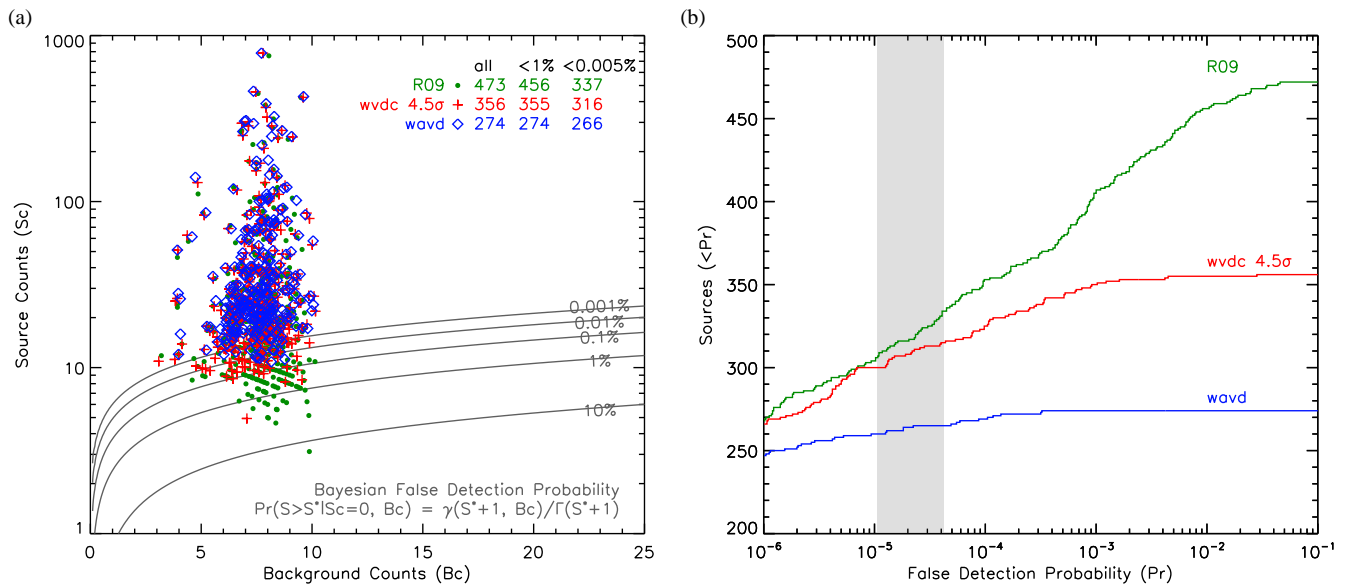 (a)
1000
100
10
1
Source Counts (Sc)
all <1% <0.005%
R09 473 456 337
wvdc 4.5σ + 356 355 316
wavd 274 274 266
0.001%
0.01%
0.1%
1%
10%
Bayesian False Detection Probability
Pr(S>S*|Sc=0, Bc) = γ(S*+1, Bc)/Γ(S*+1)
0 5 10 15 20 25
Background Counts (Bc)
(b)
500
450
400
350
300
250
200
Sources (<Pr)
R09
wvdc 4.5σ
wavd
10⁻⁶ 10⁻⁵ 10⁻⁴ 10⁻³ 10⁻² 10⁻¹
False Detection Probability (Pr)